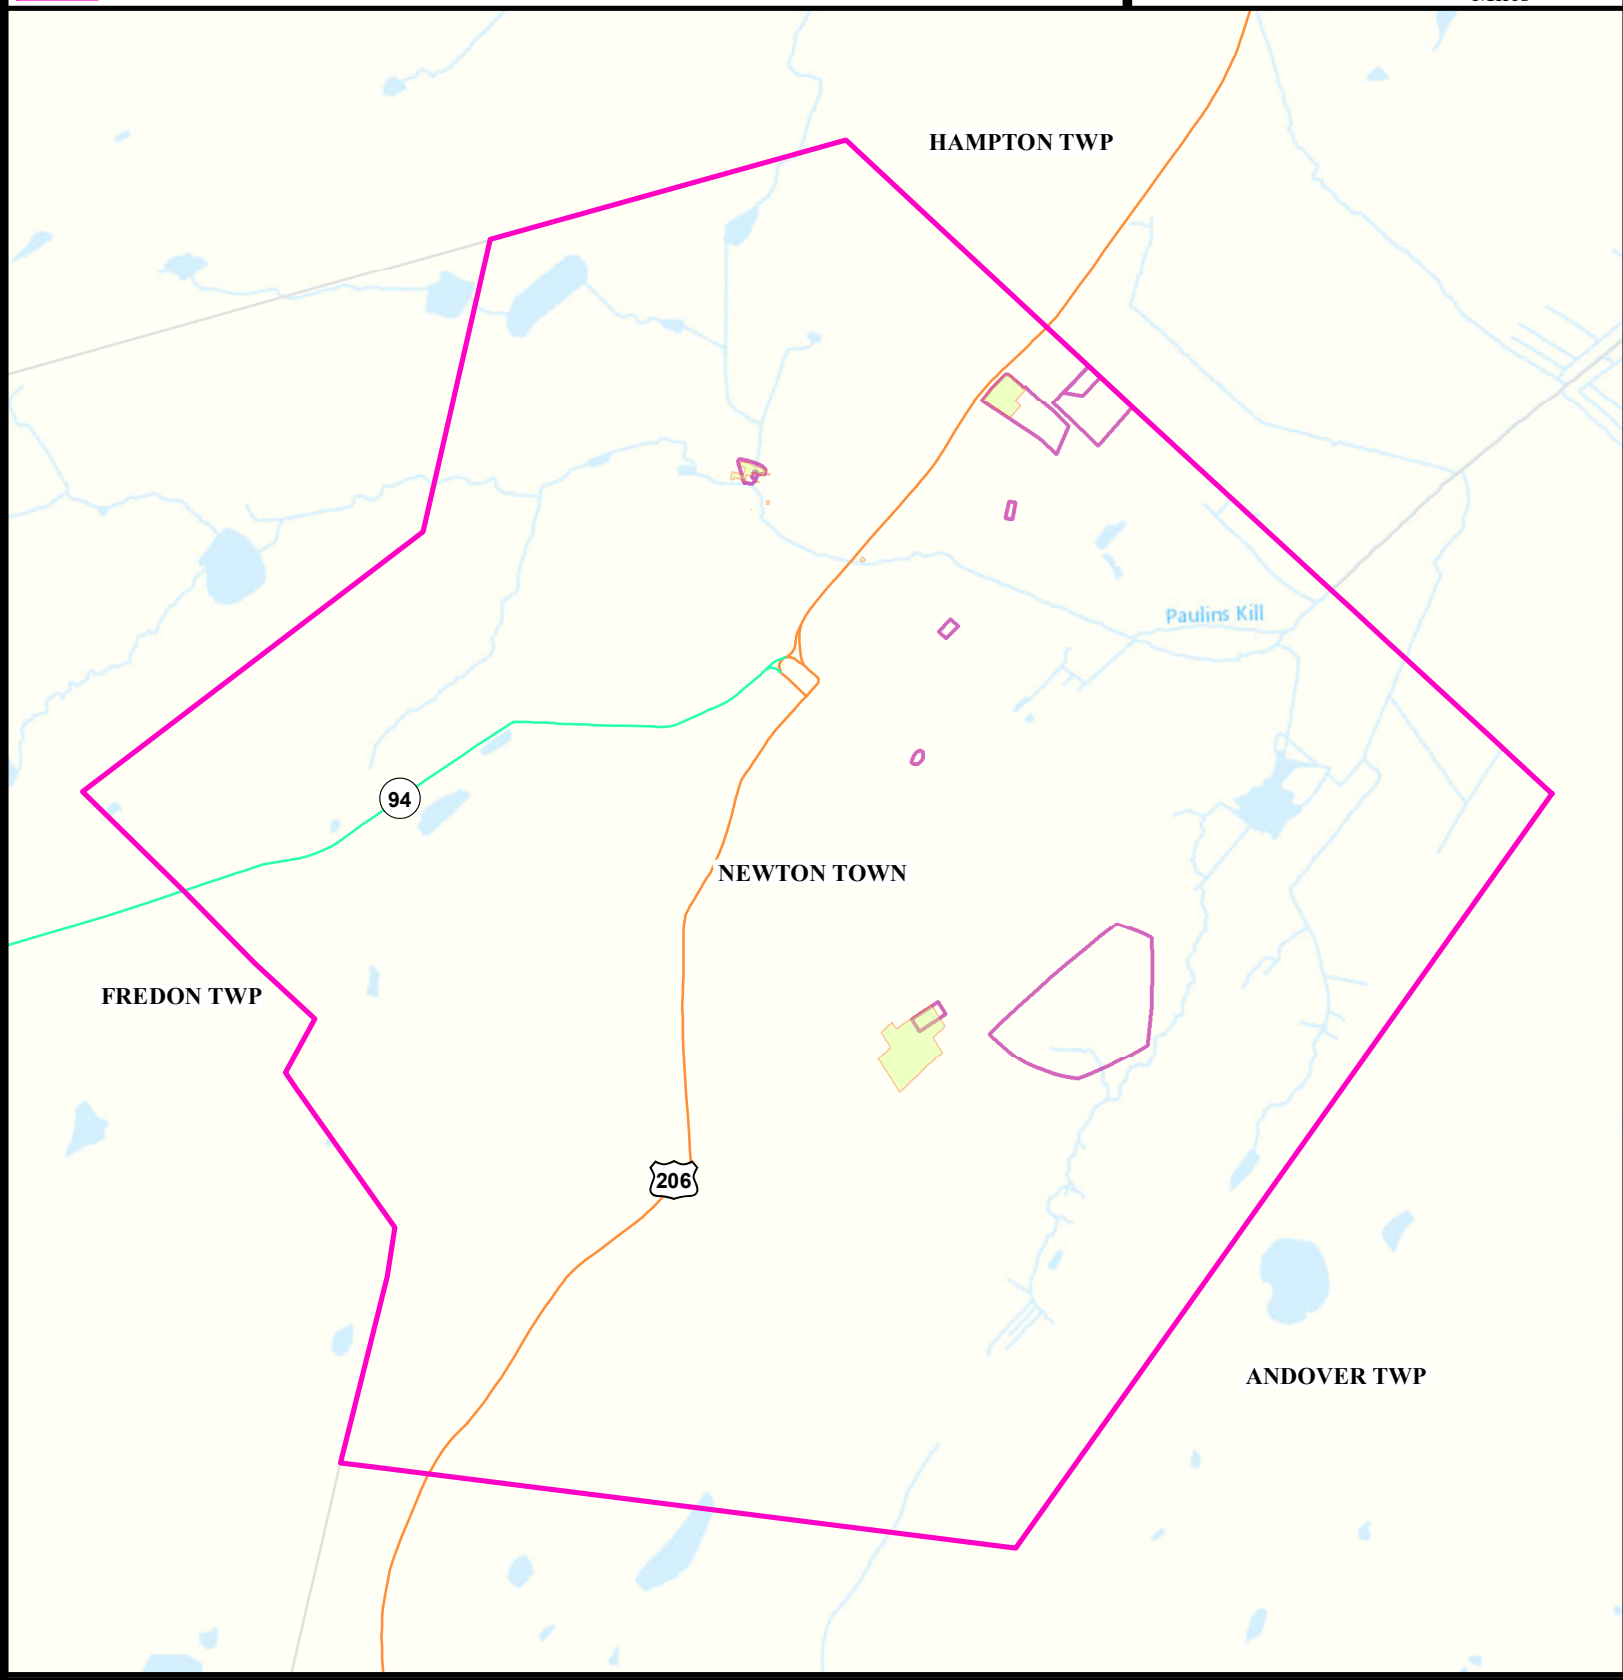 HAMPTON TWP
Paulins Kill
94
NEWTON TOWN
FREDON TWP
206
ANDOVER TWP